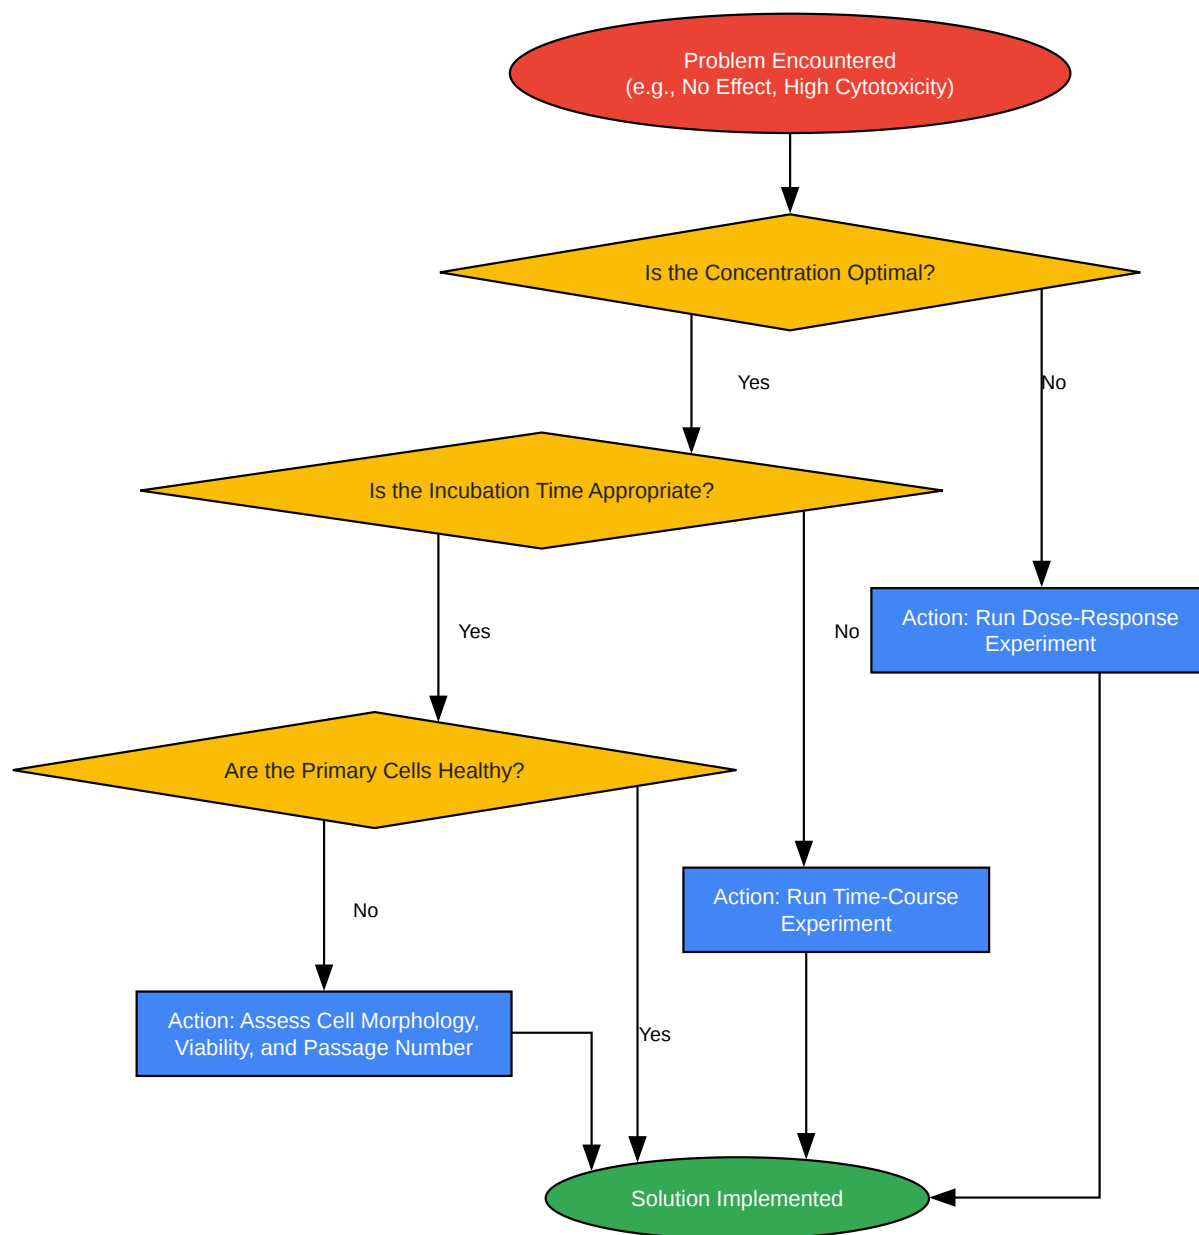 Problem Encountered
(e.g., No Effect, High Cytotoxicity)
Is the Concentration Optimal?
Yes
No
Is the Incubation Time Appropriate?
Yes
No
Action: Run Dose-Response
Experiment
Are the Primary Cells Healthy?
No
Yes
Action: Run Time-Course
Experiment
Action: Assess Cell Morphology,
Viability, and Passage Number
Solution Implemented